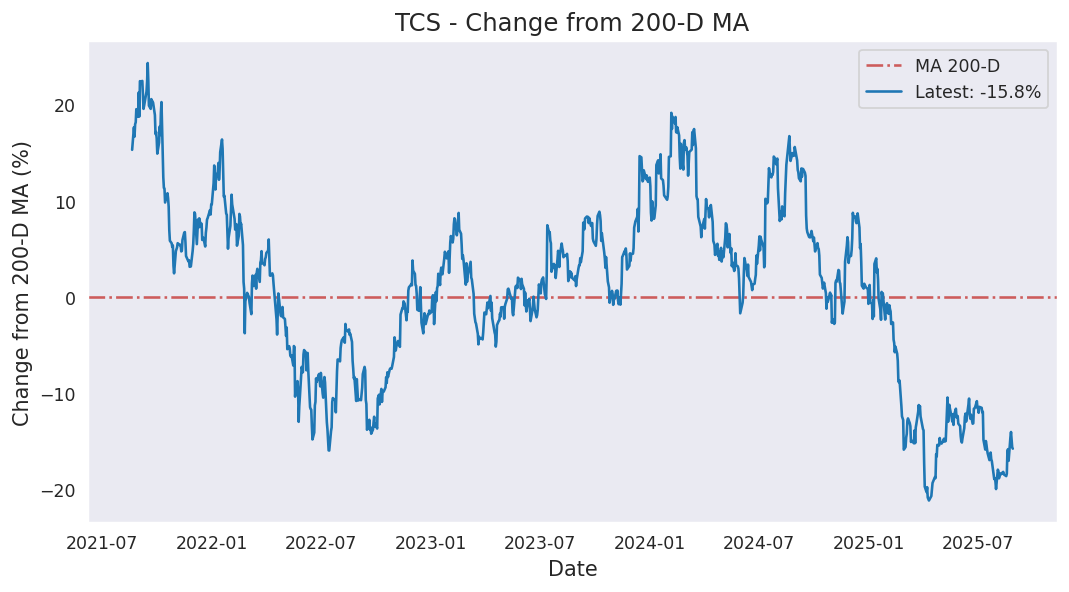 TCS - Change from 200-D MA
MA 200-D
Latest: -15.8%
Change from 200-D MA (%)
20
10
0
−10
−20
2021-07 2022-01 2022-07 2023-01 2023-07 2024-01 2024-07 2025-01 2025-07
Date